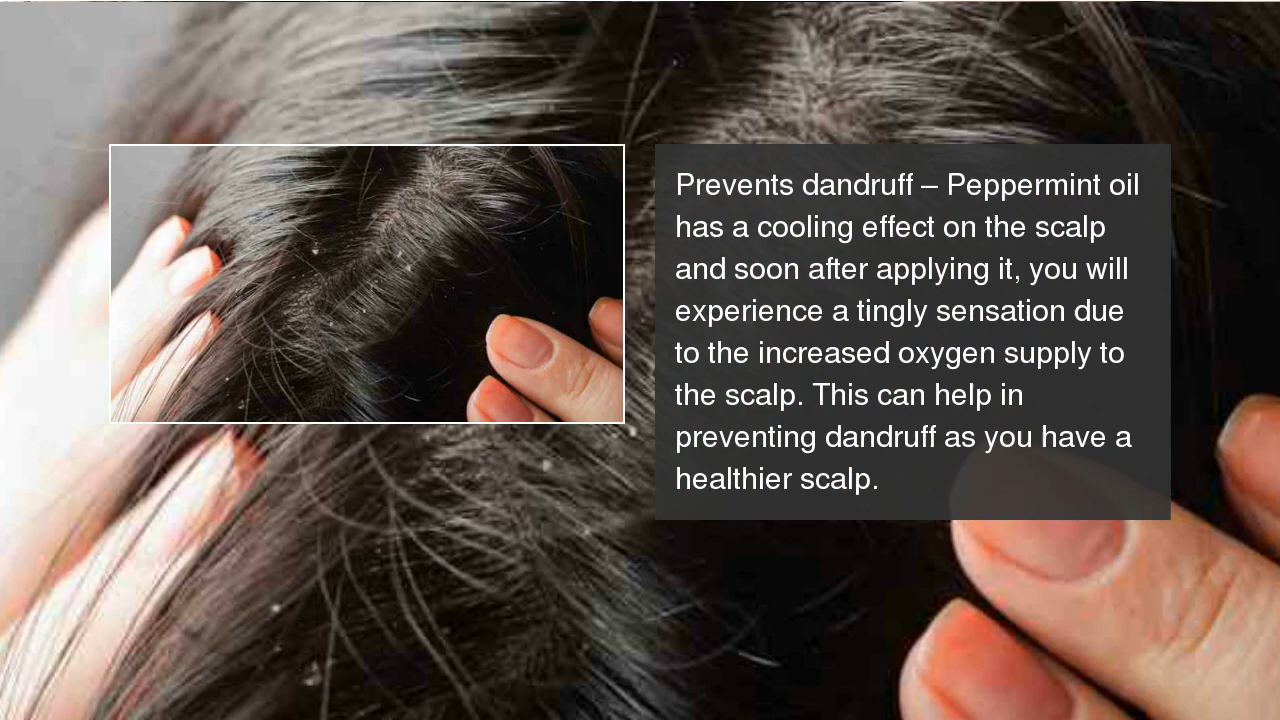 Prevents dandruff – Peppermint oil
has a cooling effect on the scalp
and soon after applying it, you will
experience a tingly sensation due
to the increased oxygen supply to
the scalp. This can help in
preventing dandruff as you have a
healthier scalp.